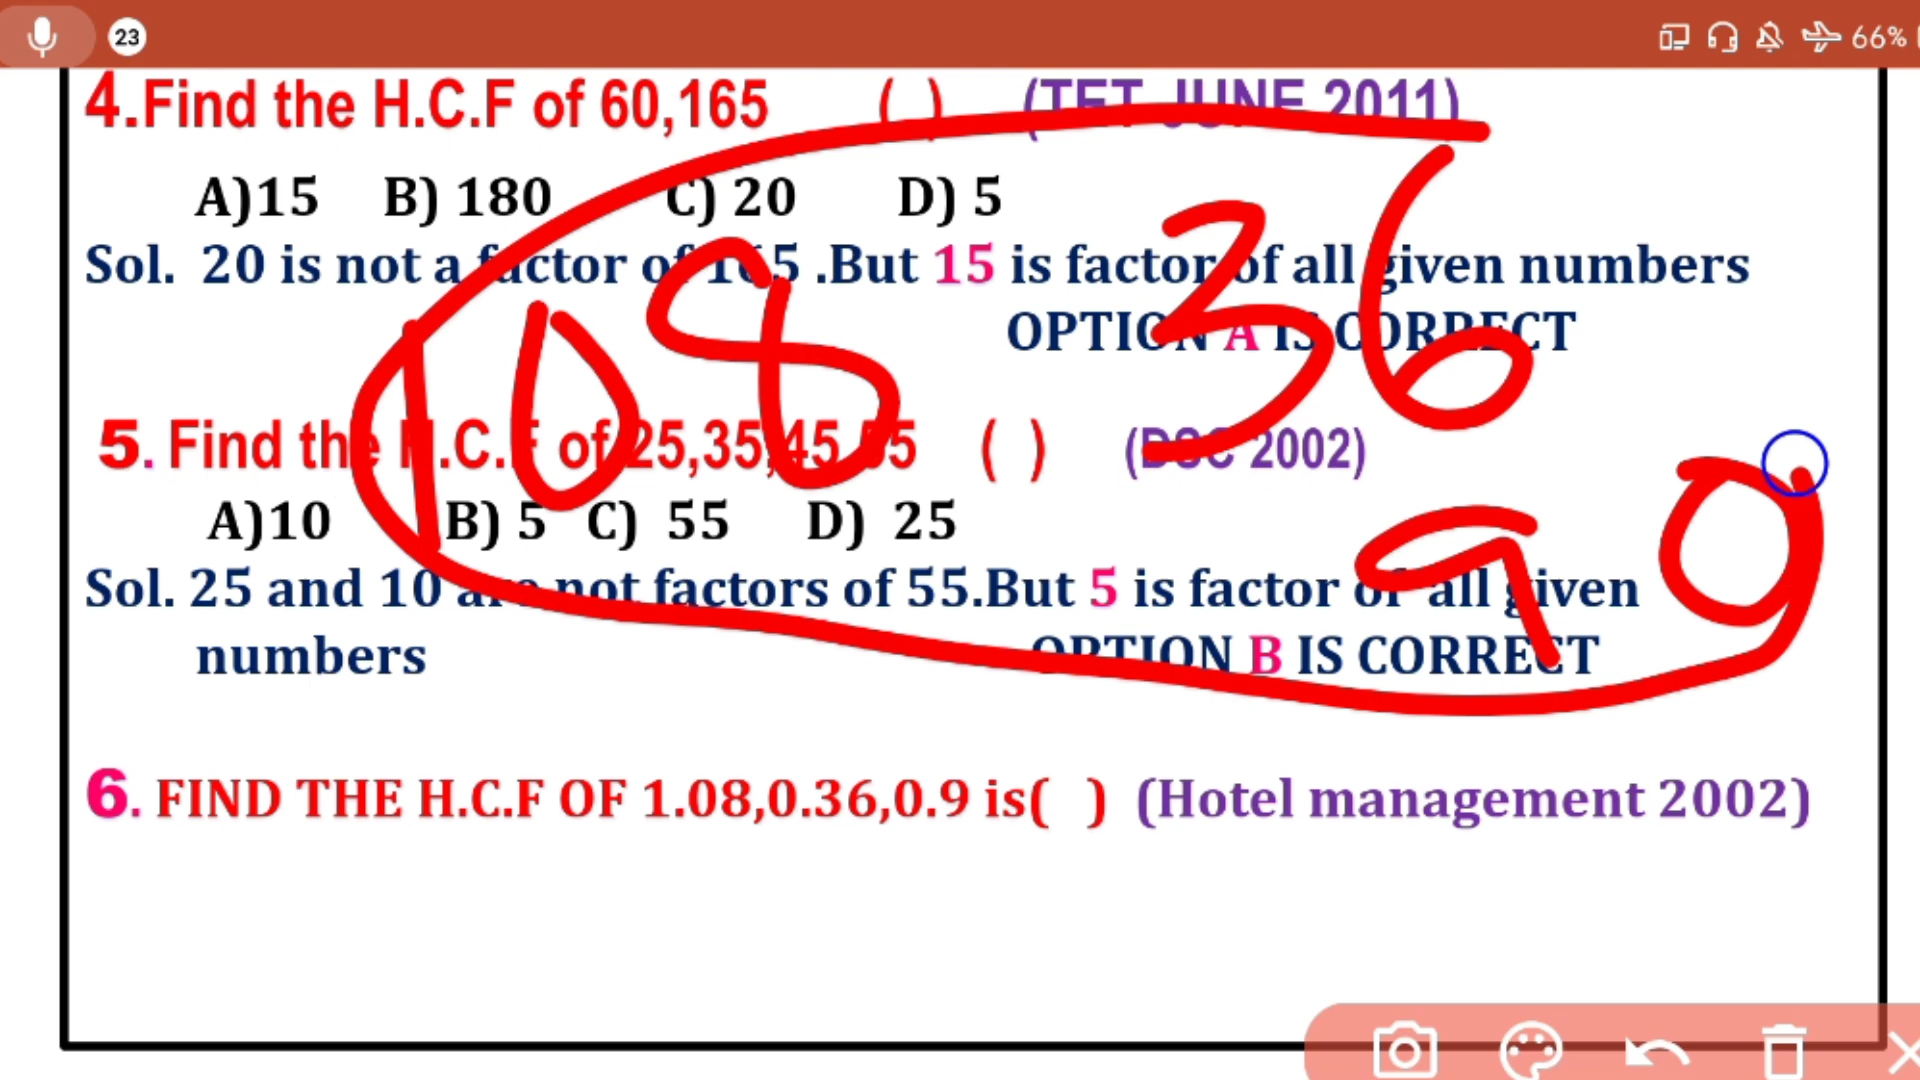 23
66%
4.Find the H.C.F of 60,165 ( ) (TET JUNE 2011)
A)15 B) 180 C) 20 D) 5
Sol. 20 is not a factor of 165 .But 15 is factor of all given numbers
OPTION A IS CORRECT
108 36
5. Find the H.C.F of 25,35,45,55 ( ) (DSC 2002)
A)10 B) 5 C) 55 D) 25
90
Sol. 25 and 10 are not factors of 55.But 5 is factor of all given
numbers OPTION B IS CORRECT
6. FIND THE H.C.F OF 1.08,0.36,0.9 is( ) (Hotel management 2002)